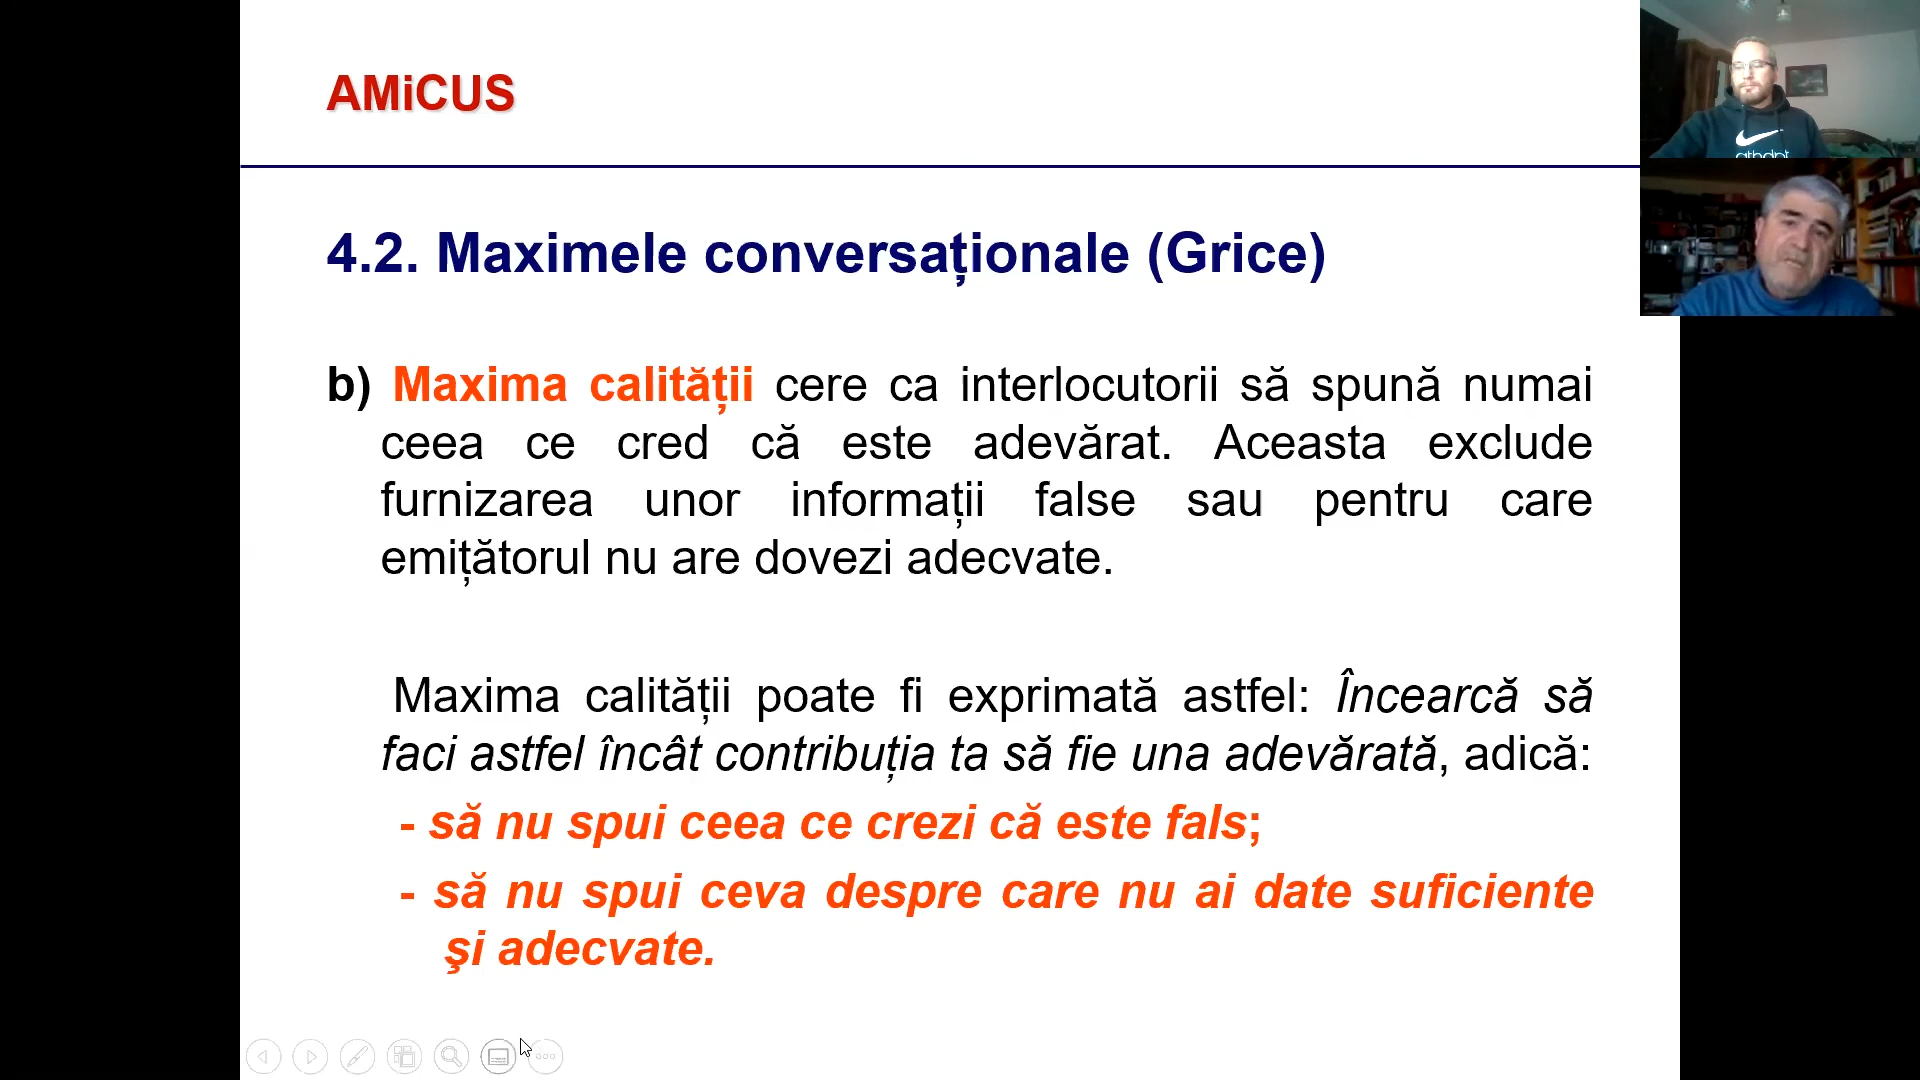 AMiCUS
4.2. Maximele conversaționale (Grice)
b) Maxima calității cere ca interlocutorii să spună numai
ceea ce cred că este adevărat. Aceasta exclude
furnizarea unor informații false sau pentru care
emițătorul nu are dovezi adecvate.
Maxima calității poate fi exprimată astfel: Încearcă să
faci astfel încât contribuția ta să fie una adevărată, adică:
- să nu spui ceea ce crezi că este fals;
- să nu spui ceva despre care nu ai date suficiente
şi adecvate.